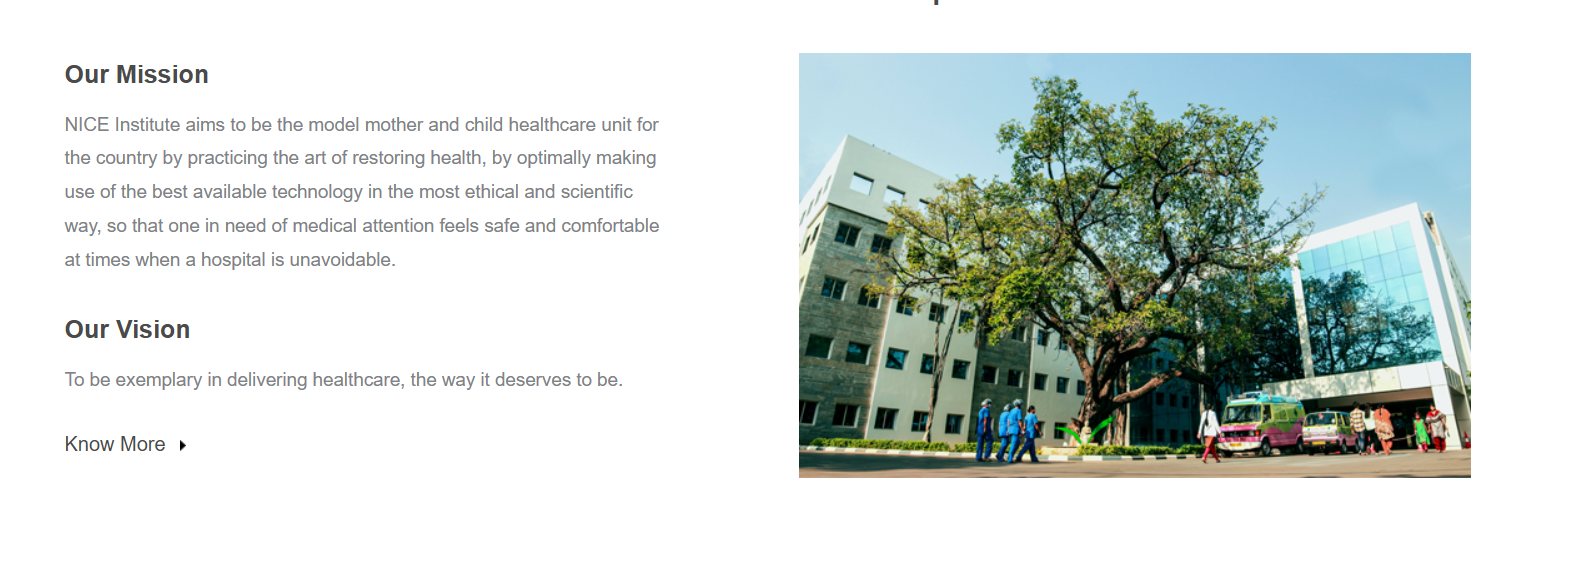 Our Mission
NICE Institute aims to be the model mother and child healthcare unit for
the country by practicing the art of restoring health, by optimally making
use of the best available technology in the most ethical and scientific
way, so that one in need of medical attention feels safe and comfortable
at times when a hospital is unavoidable.
Our Vision
To be exemplary in delivering healthcare, the way it deserves to be.
Know More